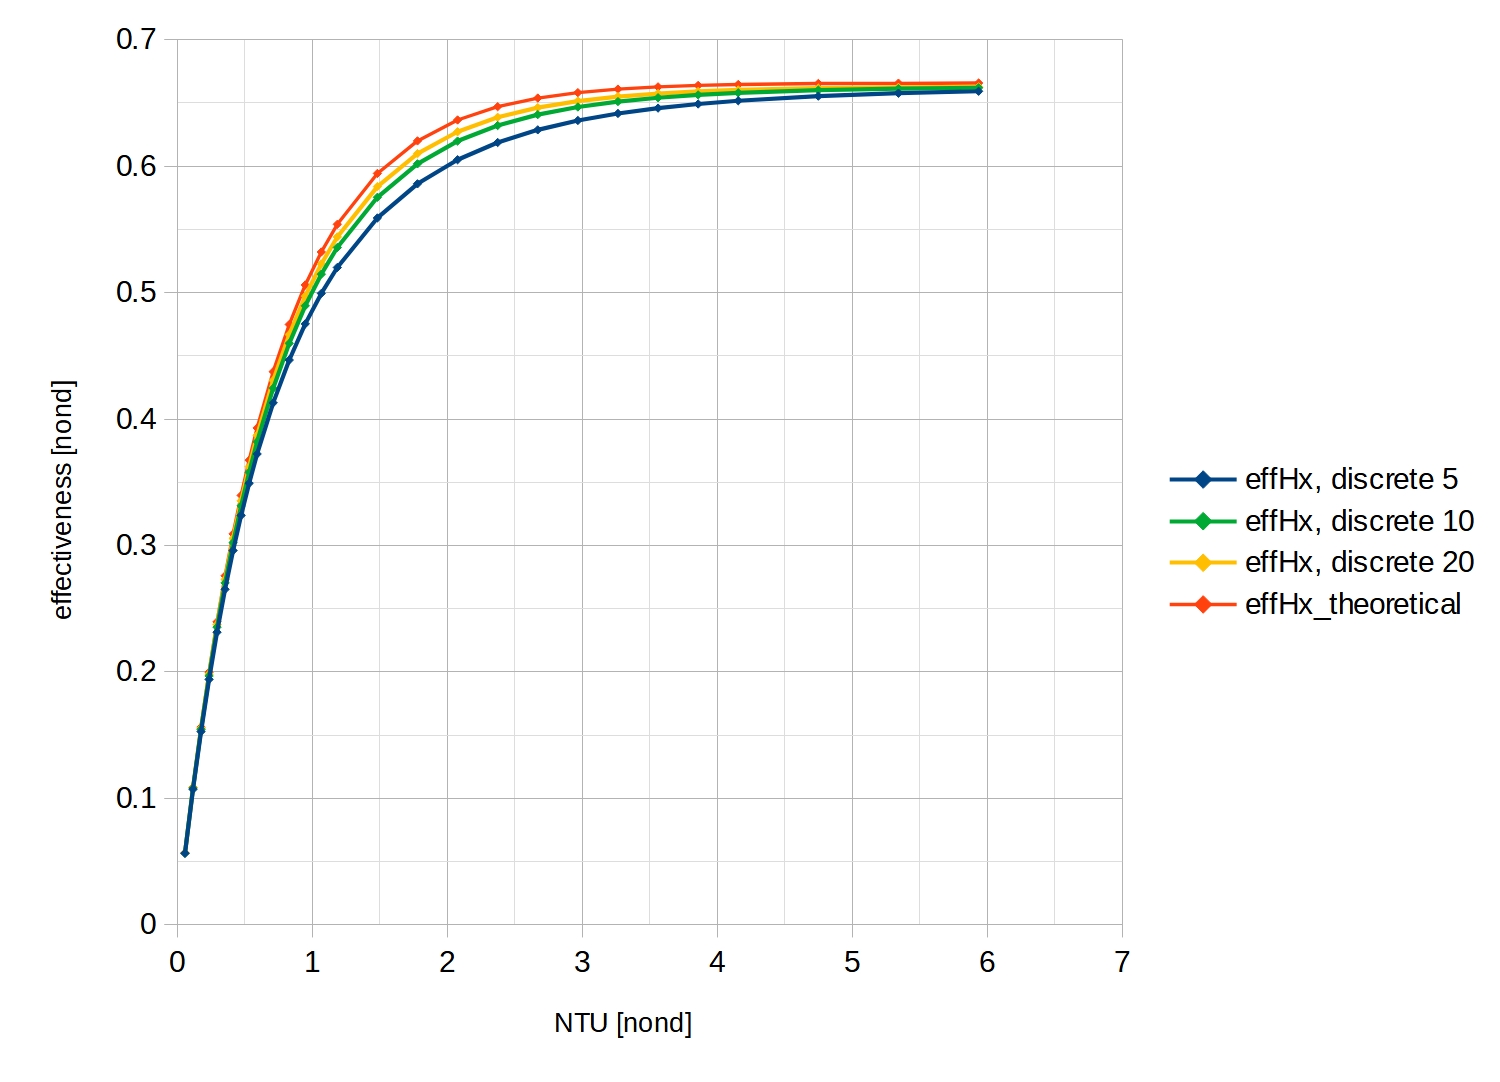 0.7
0.6
0.5
0.4
0.3
0.2
0.1
0
effectiveness [nond]
0 1 2 3 4 5 6 7
NTU [nond]
effHx, discrete 5
effHx, discrete 10
effHx, discrete 20
effHx_theoretical